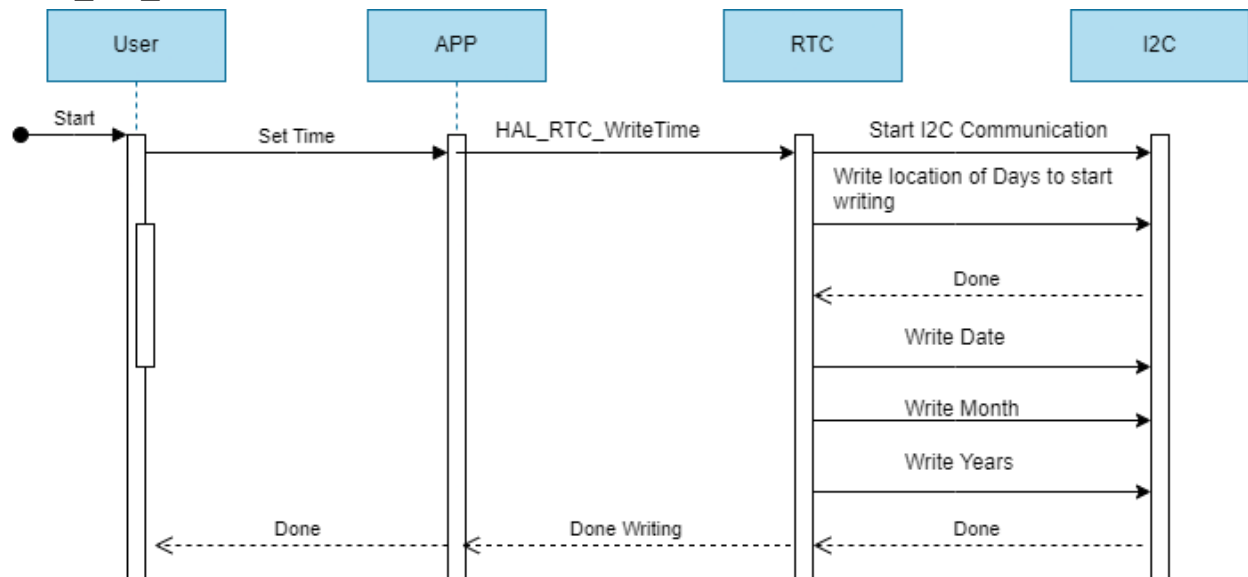 User
APP
RTC
I2C
Start
Set Time
HAL_RTC_WriteTime
Start I2C Communication
Write location of Days to start
writing
Done
Write Date
Write Month
Write Years
Done
Done Writing
Done